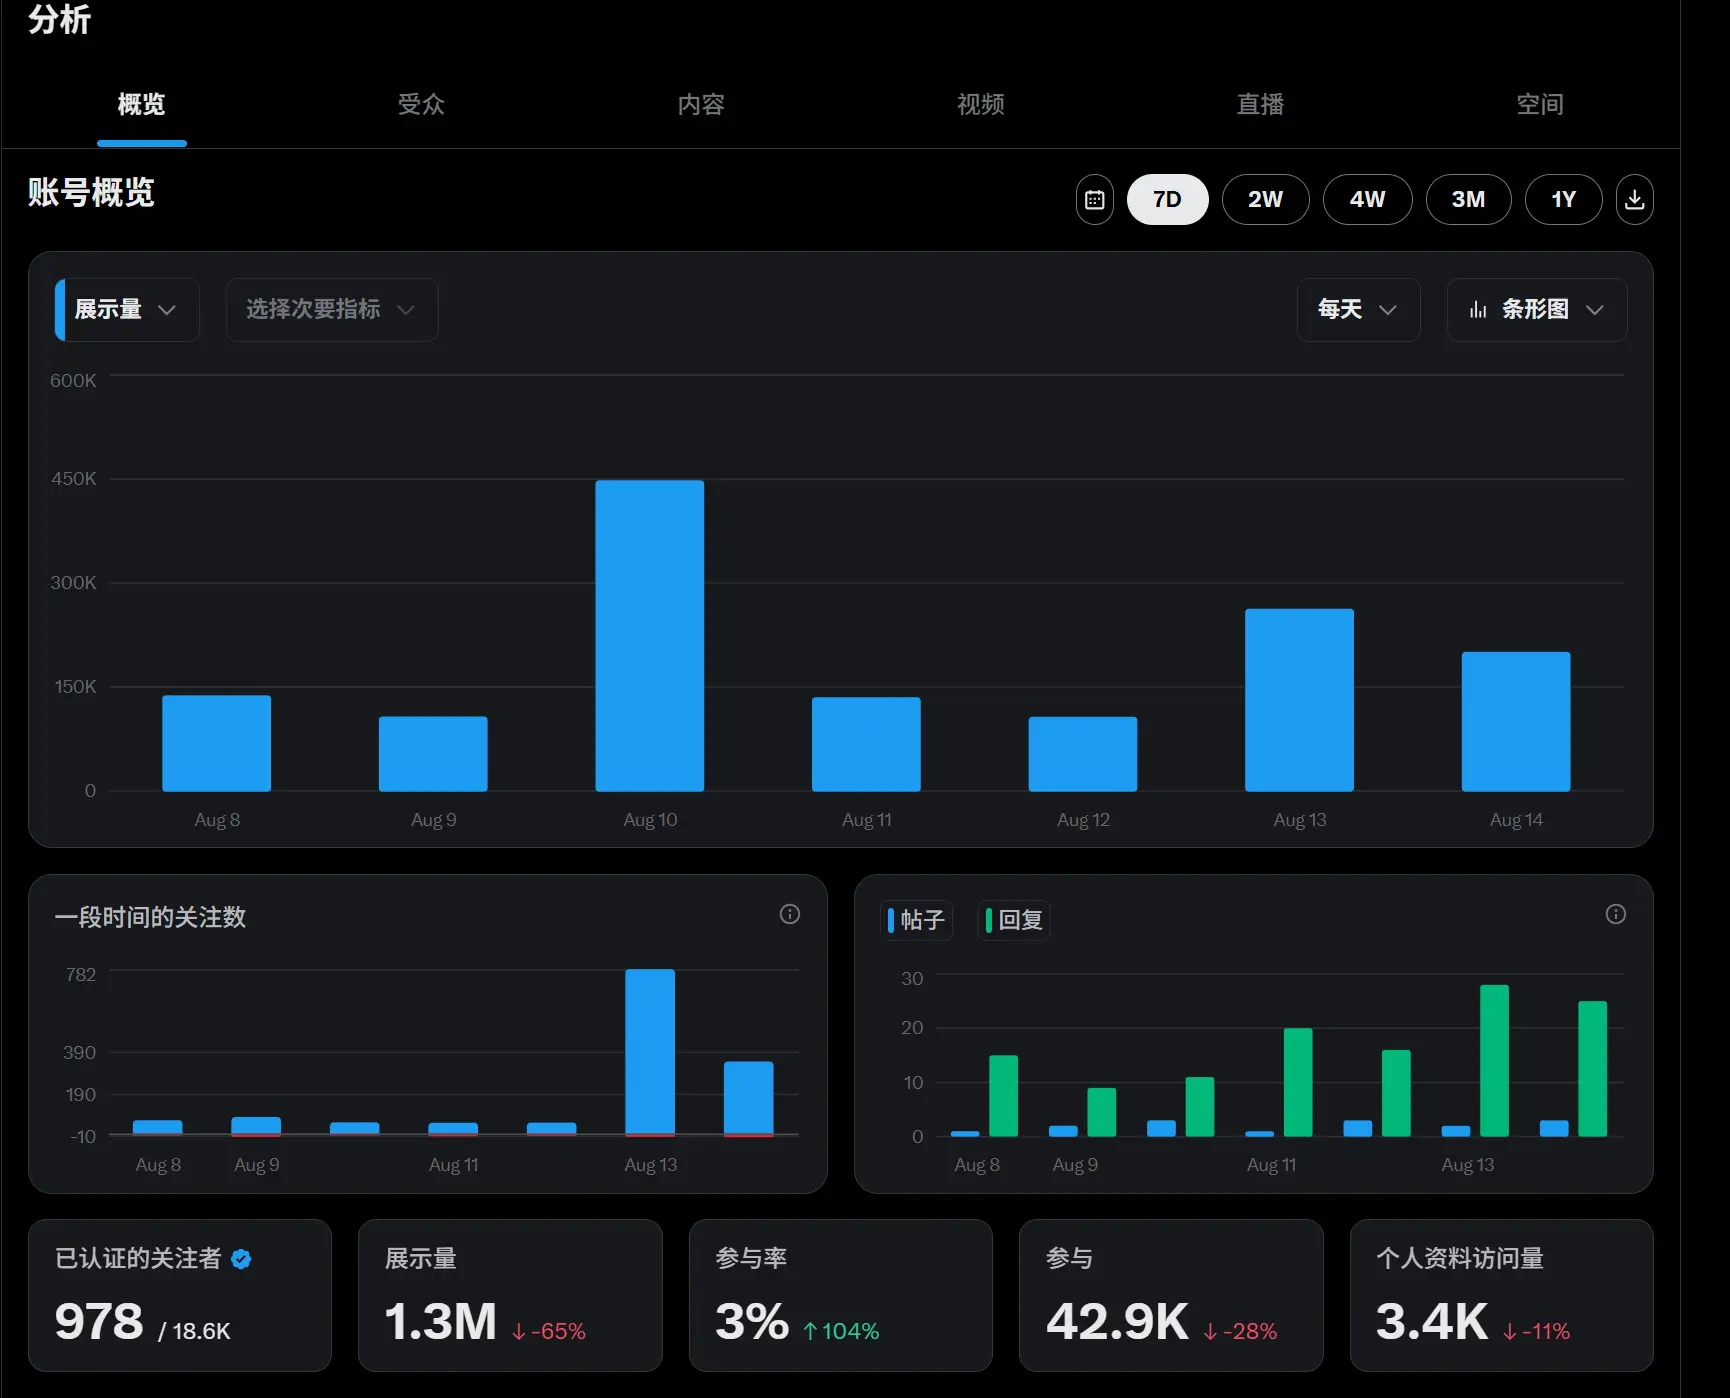 分析
概览 受众 内容 视频 直播 空间
账号概览 7D 2W 4W 3M 1Y
展示量 选择次要指标 每天 条形图
600K
450K
300K
150K
0
Aug 8 Aug 9 Aug 10 Aug 11 Aug 12 Aug 13 Aug 14
一段时间的关注数
782
390
190
-10
Aug 8 Aug 9 Aug 11 Aug 13
帖子 回复
30
20
10
0
Aug 8 Aug 9 Aug 11 Aug 13
已认证的关注者
978 / 18.6K
展示量
1.3M ↓-65%
参与率
3% ↑104%
参与
42.9K ↓-28%
个人资料访问量
3.4K ↓-11%